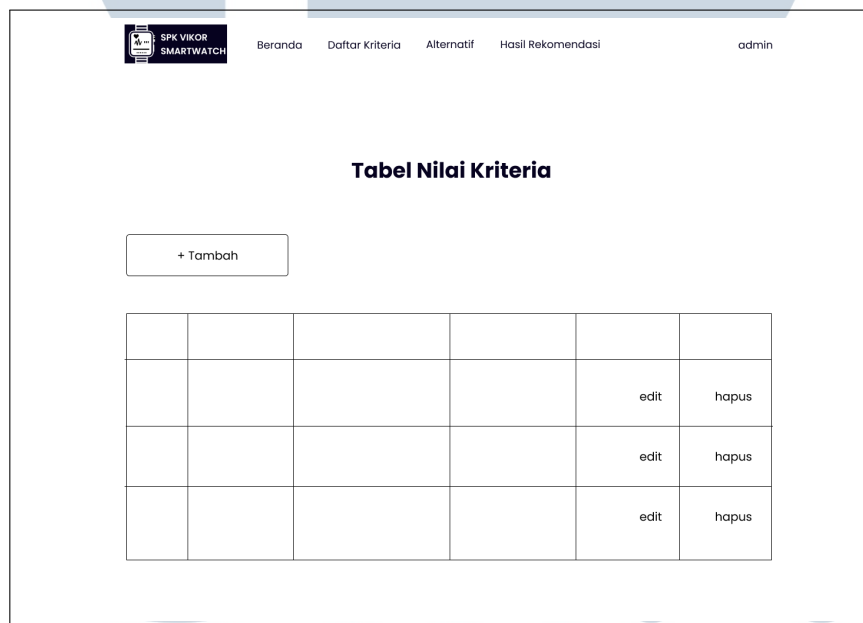 SPK VIKOR
SMARTWATCH
Beranda Daftar Kriteria Alternatif Hasil Rekomendasi admin
Tabel Nilai Kriteria
+ Tambah
edit hapus
edit hapus
edit hapus